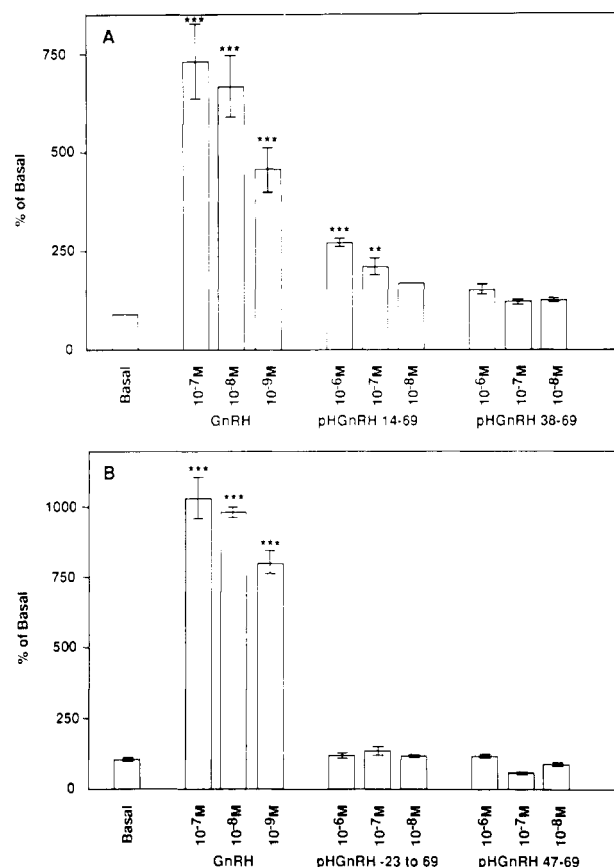 A
% of Basal
750
500
250
0
***
***
***
***
**
Basal
10-7M
10-8M
10-9M
10-6M
10-7M
10-8M
10-6M
10-7M
10-8M
GnRH
pHGnRH 14-69
pHGnRH 38-69
B
% of Basal
1000
750
500
250
0
***
***
***
Basal
10-7M
10-8M
10-9M
10-6M
10-7M
10-8M
10-6M
10-7M
10-8M
GnRH
pHGnRH -23 to 69
pHGnRH 47-69